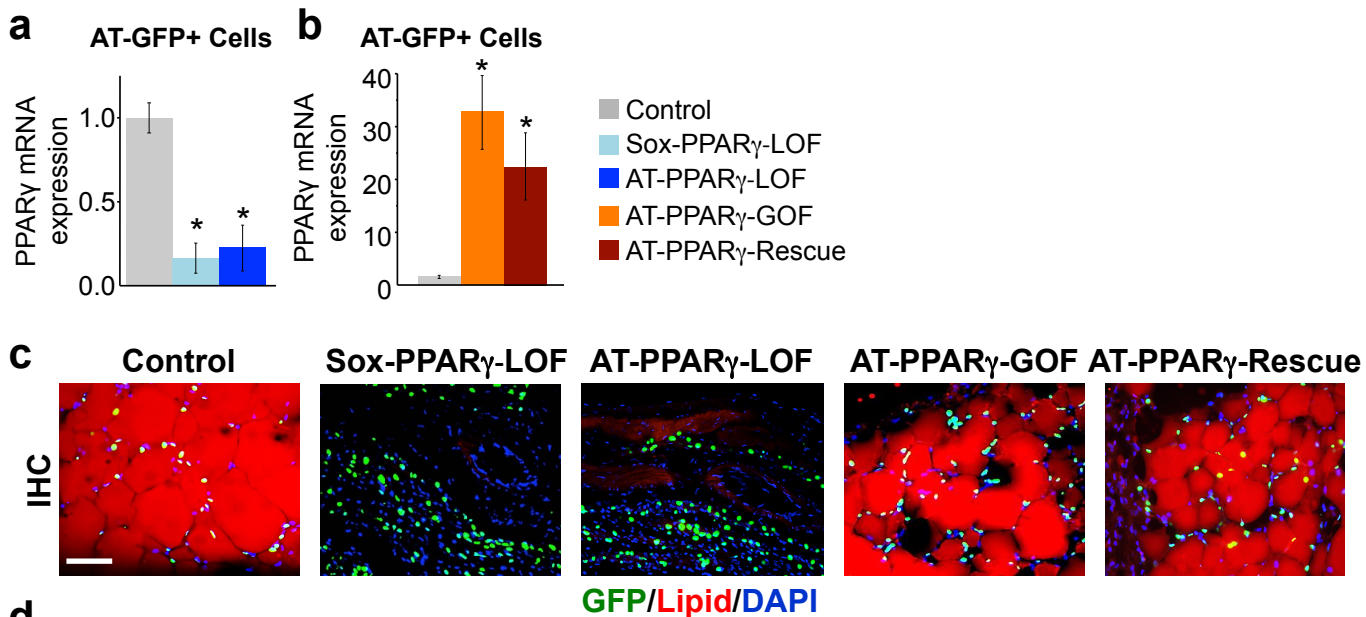 a
AT-GFP+ Cells
PPARγ mRNA
expression
1.0
0.5
0.0
*
*
b
AT-GFP+ Cells
PPARγ mRNA
expression
40
30
20
10
0
*
*
Control
Sox-PPARγ-LOF
AT-PPARγ-LOF
AT-PPARγ-GOF
AT-PPARγ-Rescue
c
Control
Sox-PPARγ-LOF
AT-PPARγ-LOF
AT-PPARγ-GOF
AT-PPARγ-Rescue
IHC
GFP/Lipid/DAPI
d